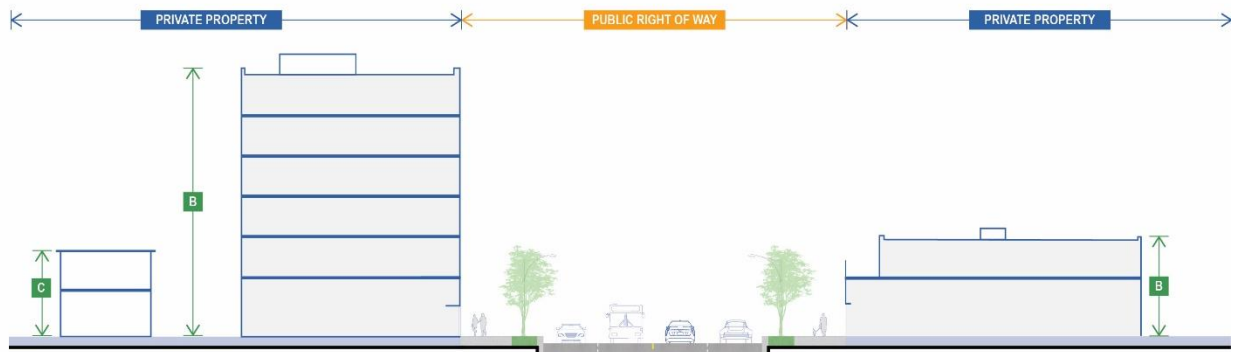 PRIVATE PROPERTY
PUBLIC RIGHT OF WAY
PRIVATE PROPERTY
B
C
B